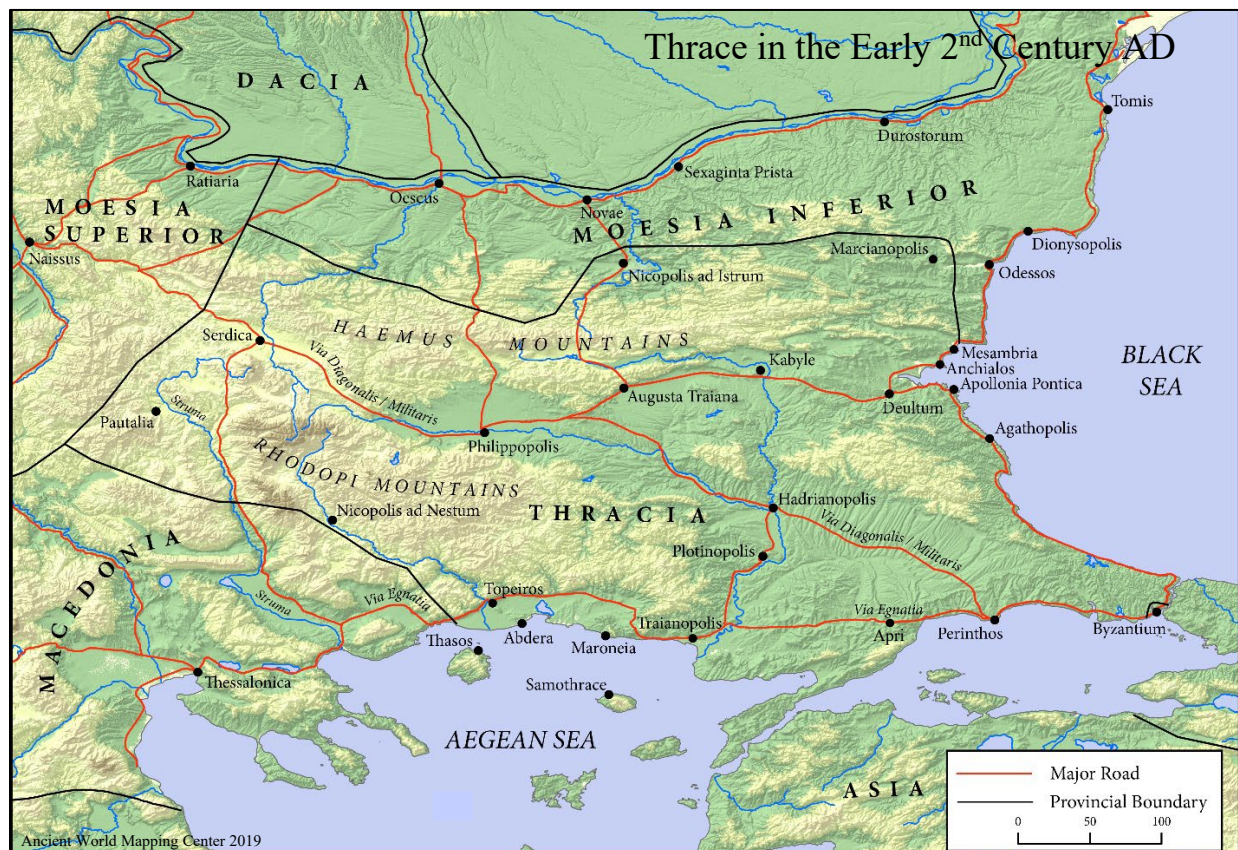 Thrace in the Early 2nd Century AD
DACIA
Tomis
Durostorum
Ratiaria
Sexaginta Prista
Oescus
Novae
MOESIA
SUPERIOR
MOESIA INFERIOR
Naissus
Dionysopolis
Marcianopolis
Odessos
Nicopolis ad Istrum
Serdica
HAEMUS MOUNTAINS
Mesambria
Anchialos
BLACK
SEA
Kabyle
Via Diagonalis / Militaris
Apollonia Pontica
Augusta Traiana
Deultum
Struma
Pautalia
Philippopolis
Agathopolis
RHODOPI MOUNTAINS
Hadrianopolis
Nicopolis ad Nestum
THRACIA
Via Diagonalis / Militaris
Plotinopolis
MACEDONIA
Struma
Via Egnatia
Topeiros
Via Egnatia
Traianopolis
Thasos
Abdera
Maroneia
Apri
Perinthos
Byzantium
Thessalonica
Samothrace
AEGEAN SEA
ASIA
Major Road
Provincial Boundary
0 50 100
Ancient World Mapping Center 2019